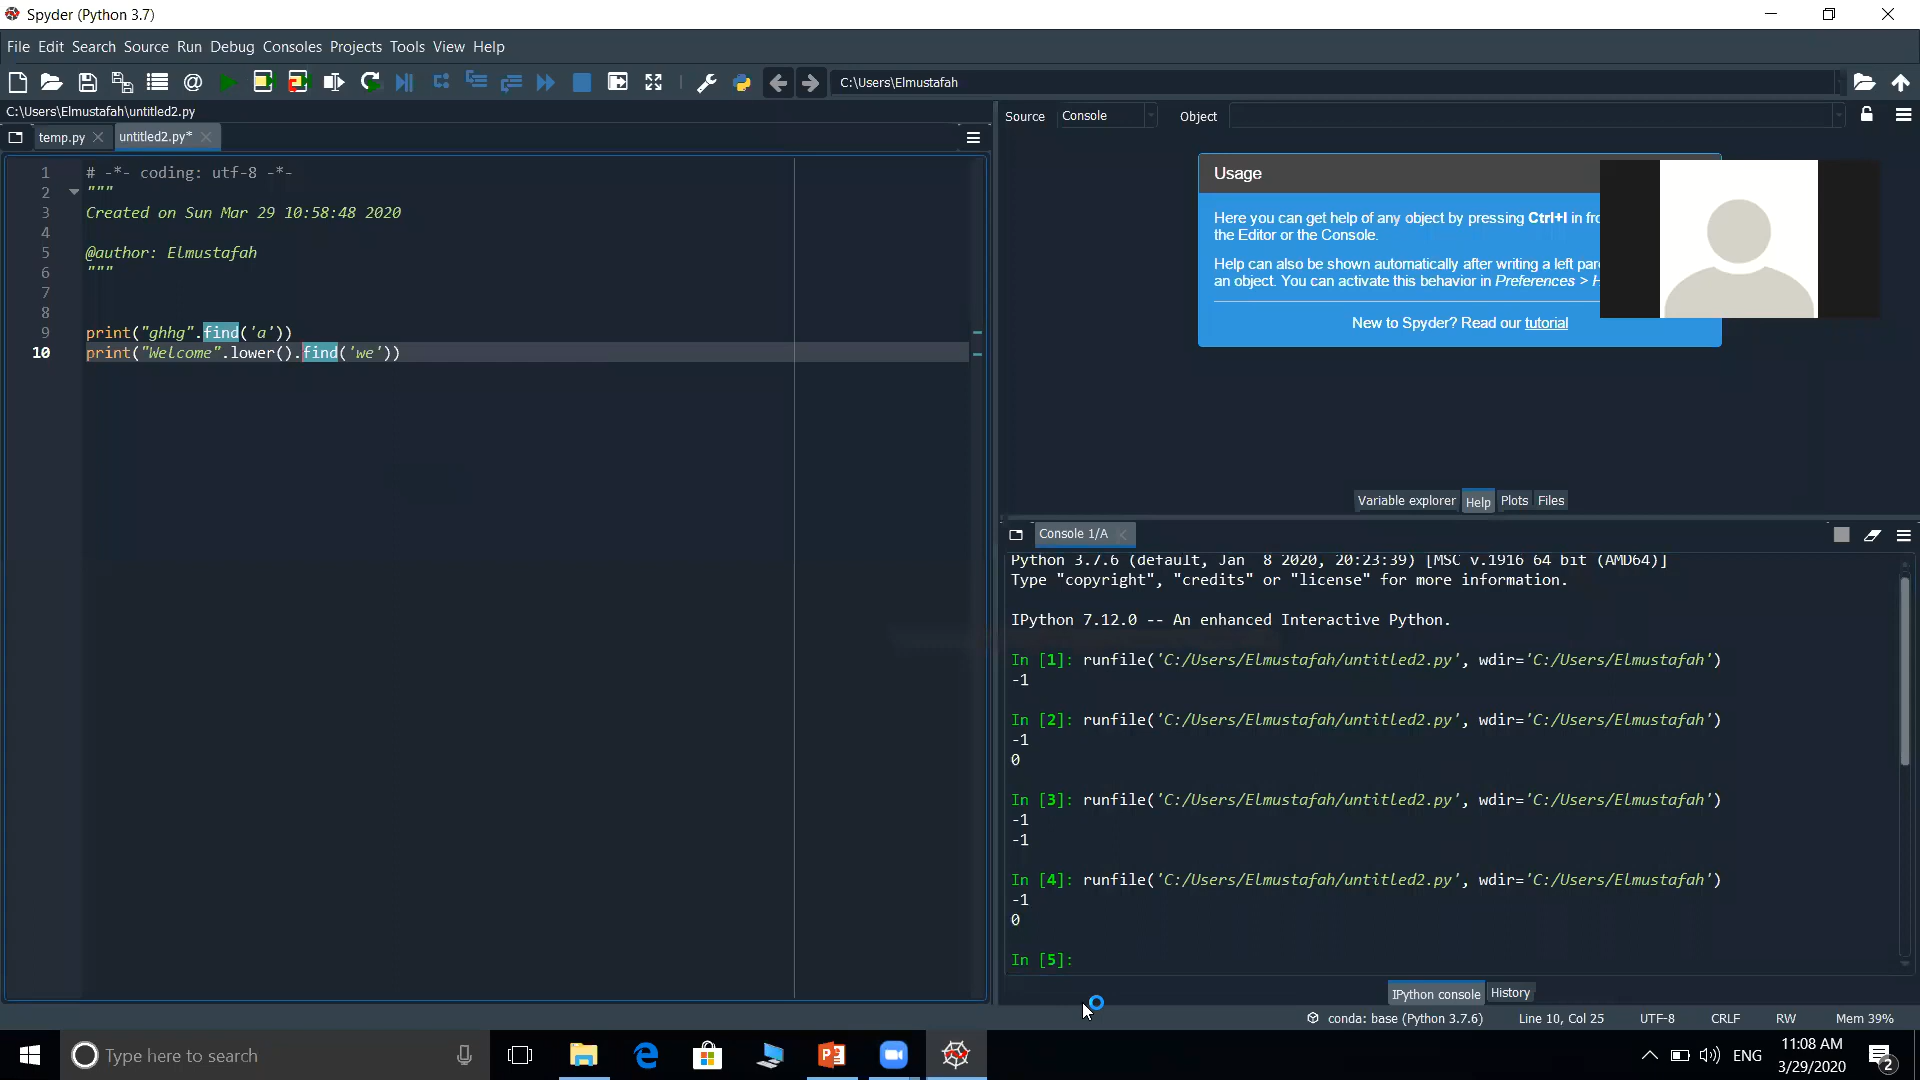 Spyder (Python 3.7)
File Edit Search Source Run Debug Consoles Projects Tools View Help
C:\Users\Elmustafah
C:\Users\Elmustafah\untitled2.py
temp.py
untitled2.py*
1 # -*- coding: utf-8 -*-
2 """
3 Created on Sun Mar 29 10:58:48 2020
4
5 @author: Elmustafah
6 """
7
8
9 print("ghhg".find('a'))
10 print("Welcome".lower().find('we'))
Source Console Object
Usage
Here you can get help of any object by pressing Ctrl+I in
the Editor or the Console.
Help can also be shown automatically after writing a left
an object. You can activate this behavior in Preferences >
New to Spyder? Read our tutorial
Variable explorer Help Plots Files
Console 1/A
Python 3.7.6 (default, Jan 8 2020, 20:23:39) [MSC v.1916 64 bit (AMD64)]
Type "copyright", "credits" or "license" for more information.
IPython 7.12.0 -- An enhanced Interactive Python.
In [1]: runfile('C:/Users/Elmustafah/untitled2.py', wdir='C:/Users/Elmustafah')
-1
In [2]: runfile('C:/Users/Elmustafah/untitled2.py', wdir='C:/Users/Elmustafah')
-1
0
In [3]: runfile('C:/Users/Elmustafah/untitled2.py', wdir='C:/Users/Elmustafah')
-1
-1
In [4]: runfile('C:/Users/Elmustafah/untitled2.py', wdir='C:/Users/Elmustafah')
-1
0
In [5]:
IPython console History
conda: base (Python 3.7.6) Line 10, Col 25 UTF-8 CRLF RW Mem 39%
Type here to search
ENG
11:08 AM
3/29/2020
2